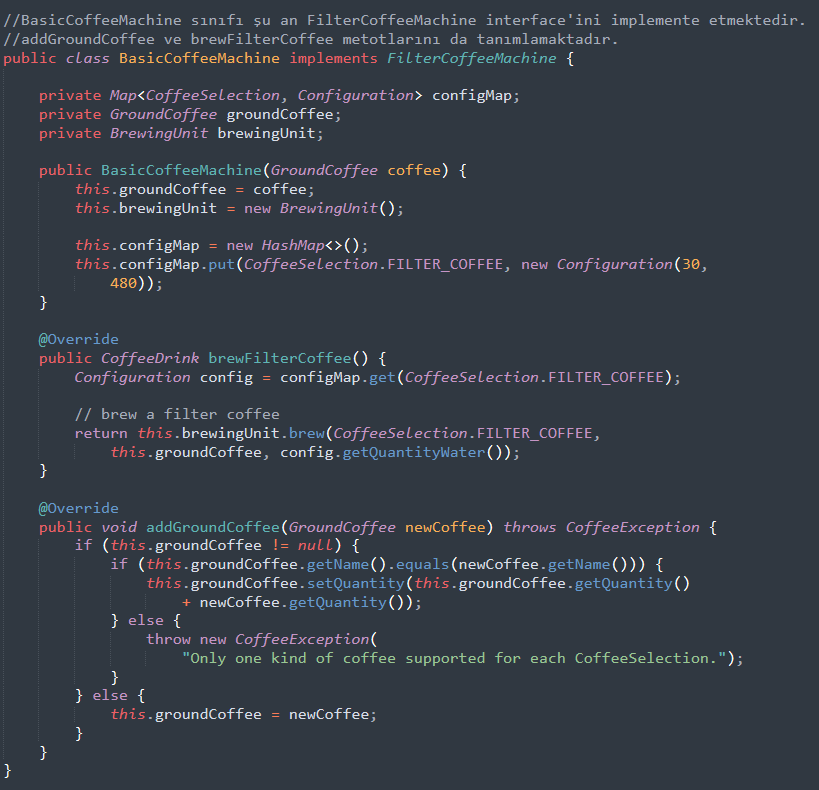 //BasicCoffeeMachine sınıfı şu an FilterCoffeeMachine interface'ini implemente etmektedir.
//addGroundCoffee ve brewFilterCoffee metotlarını da tanımlamaktadır.
public class BasicCoffeeMachine implements FilterCoffeeMachine {
private Map<CoffeeSelection, Configuration> configMap;
private GroundCoffee groundCoffee;
private BrewingUnit brewingUnit;
public BasicCoffeeMachine(GroundCoffee coffee) {
this.groundCoffee = coffee;
this.brewingUnit = new BrewingUnit();
this.configMap = new HashMap<>();
this.configMap.put(CoffeeSelection.FILTER_COFFEE, new Configuration(30,
480));
}
@Override
public CoffeeDrink brewFilterCoffee() {
Configuration config = configMap.get(CoffeeSelection.FILTER_COFFEE);
// brew a filter coffee
return this.brewingUnit.brew(CoffeeSelection.FILTER_COFFEE,
this.groundCoffee, config.getQuantityWater());
}
@Override
public void addGroundCoffee(GroundCoffee newCoffee) throws CoffeeException {
if (this.groundCoffee != null) {
if (this.groundCoffee.getName().equals(newCoffee.getName())) {
this.groundCoffee.setQuantity(this.groundCoffee.getQuantity()
+ newCoffee.getQuantity());
} else {
throw new CoffeeException(
"Only one kind of coffee supported for each CoffeeSelection.");
}
} else {
this.groundCoffee = newCoffee;
}
}
}